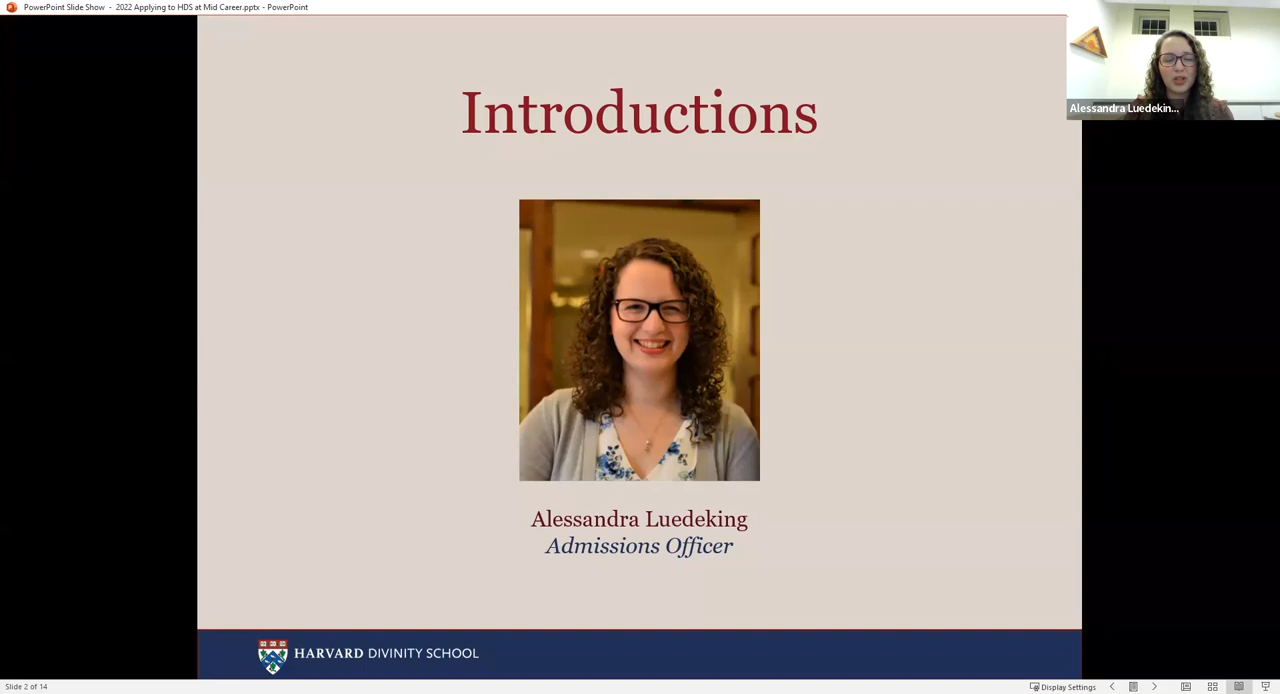 PowerPoint Slide Show - 2022 Applying to HDS at Mid Career.pptx - PowerPoint
Alessandra Luedekin...
Introductions
Alessandra Luedeking
Admissions Officer
HARVARD DIVINITY SCHOOL
Slide 2 of 14
Display Settings